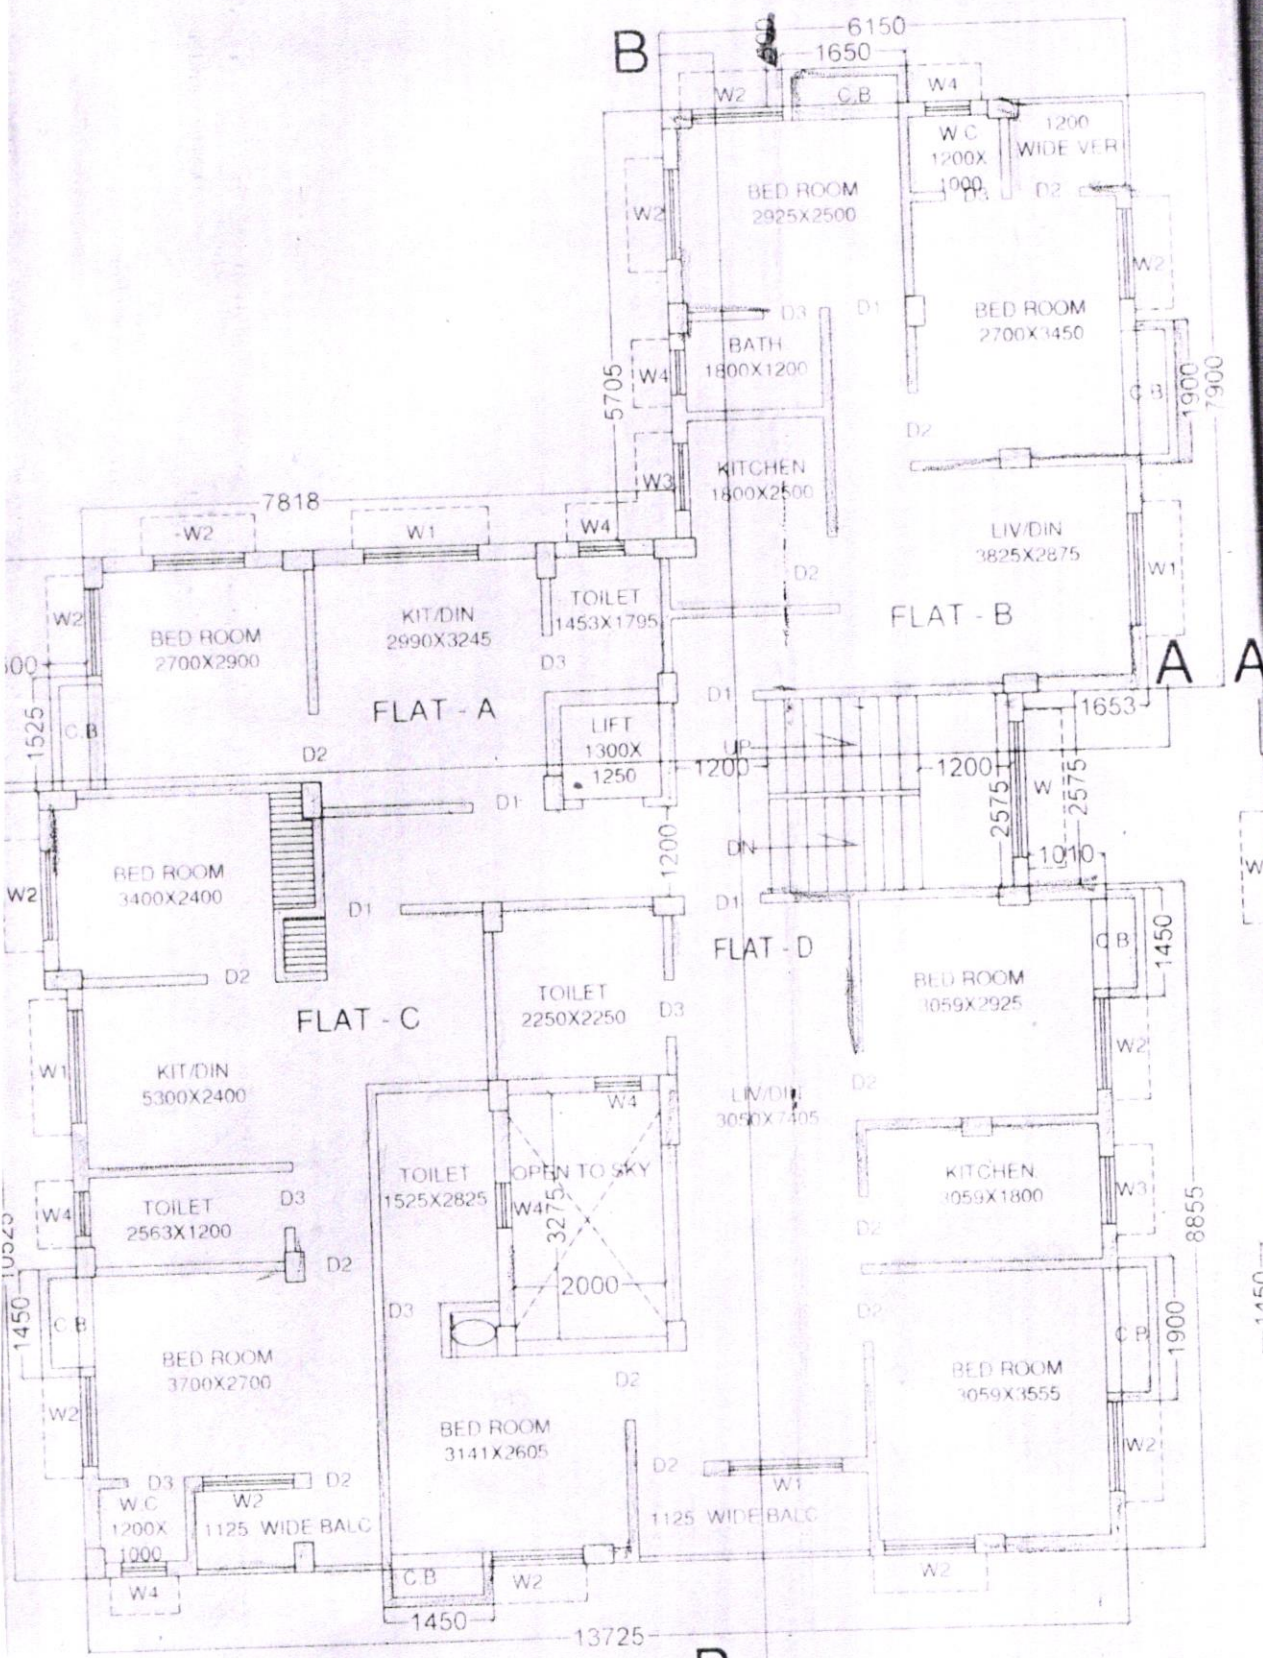 B
6150
1650
W2
C.B
W4
W.C
1200X
1000
1200
WIDE VER
D3
D2
BED ROOM
2925X2500
W2
W2
BED ROOM
2700X3450
D3
D1
BATH
1800X1200
W4
5705
C B
1900
7900
D2
KITCHEN
1800X2500
W3
7818
-W2
W1
W4
LIV/DIN
3825X2875
W1
D2
TOILET
1453X1795
KIT/DIN
2990X3245
W2
BED ROOM
2700X2900
FLAT - B
D3
A
A
1525
C.B
FLAT - A
D1
1653
LIFT
1300X
1250
UP
D2
1200
1200
2575
W
2575
D1
1200
DN
1010
BED ROOM
3400X2400
W2
W
D1
D1
FLAT - D
C B
1450
D2
BED ROOM
3059X2925
TOILET
2250X2250
D3
FLAT - C
W1
KIT/DIN
5300X2400
W2
D2
LIV/DIN
3050X7405
W4
TOILET
1525X2825
OPEN TO SKY
W4
3275
2000
KITCHEN
3059X1800
W3
D3
TOILET
2563X1200
W4
D2
8855
10525
D2
D3
D2
1450
C B
1900
1450
BED ROOM
3700X2700
D2
BED ROOM
3059X3555
W2
BED ROOM
3141X2605
W2
D2
W1
D3
D2
W.C
1200X
1000
W2
1125 WIDE BALC
1125 WIDE BALC
W4
C.B
W2
W2
1450
13725